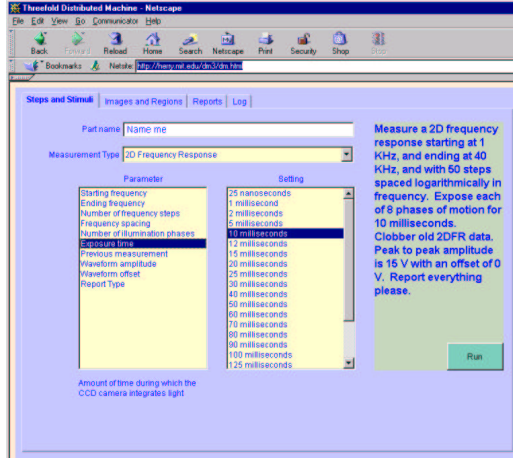 Threefold Distributed Machine - Netscape
File Edit View Go Communicator Help
Back Forward Reload Home Search Netscape Print Security Shop Stop
Bookmarks Netsite: http://herry.mit.edu/dm3/dm.html
Steps and Stimuli Images and Regions Reports Log
Part name Name me
Measurement Type 2D Frequency Response
Parameter
Starting frequency
Ending frequency
Number of frequency steps
Frequency spacing
Number of illumination phases
Exposure time
Previous measurement
Waveform amplitude
Waveform offset
Report Type
Amount of time during which the
CCD camera integrates light
Setting
25 nanoseconds
1 millisecond
2 milliseconds
5 milliseconds
10 milliseconds
12 milliseconds
15 milliseconds
20 milliseconds
25 milliseconds
30 milliseconds
40 milliseconds
50 milliseconds
60 milliseconds
70 milliseconds
80 milliseconds
90 milliseconds
100 milliseconds
125 milliseconds
Measure a 2D frequency
response starting at 1
KHz, and ending at 40
KHz, and with 50 steps
spaced logarithmically in
frequency. Expose each
of 8 phases of motion for
10 milliseconds.
Clobber old 2DFR data.
Peak to peak amplitude
is 15 V with an offset of 0
V. Report everything
please.
Run